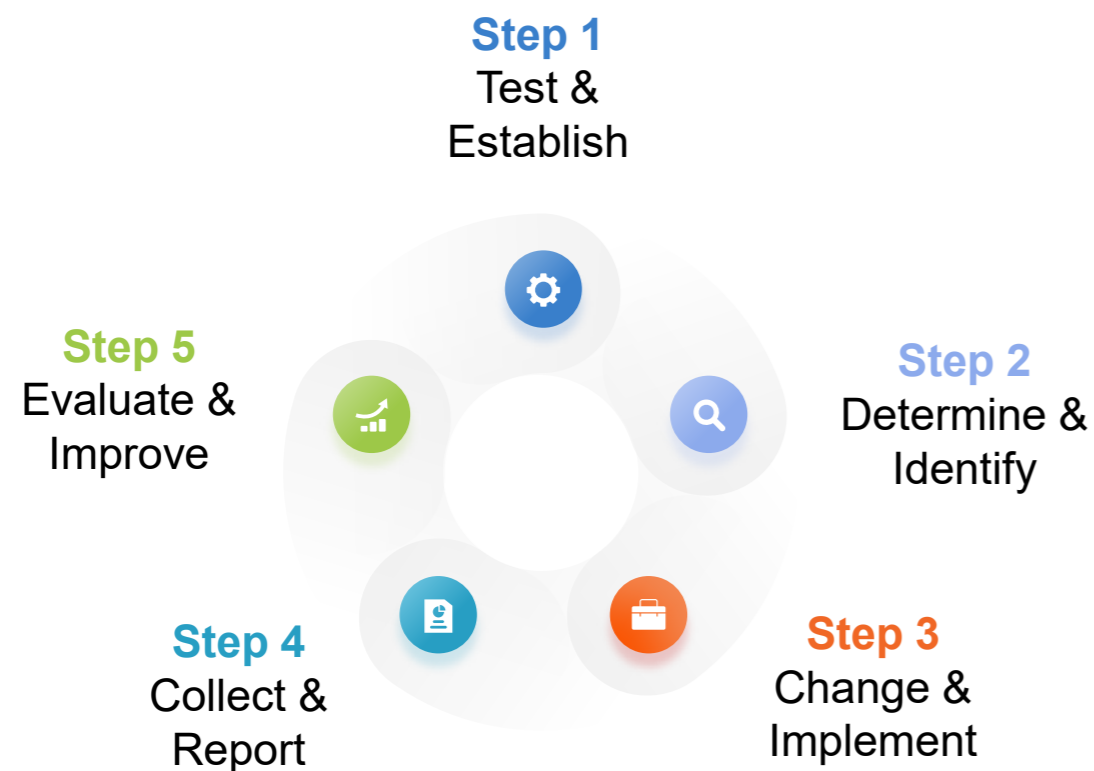 Step 1
Test &
Establish
Step 2
Determine &
Identify
Step 3
Change &
Implement
Step 4
Collect &
Report
Step 5
Evaluate &
Improve